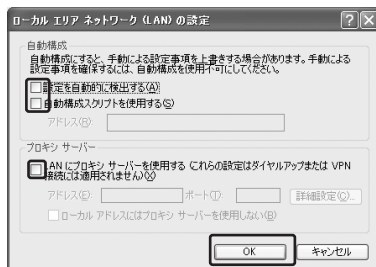 ローカル エリア ネットワーク (LAN) の設定
自動構成
自動構成にすると、手動による設定事項を上書きする場合があります。手動による
設定事項を確保するには、自動構成を使用不可にしてください。
設定を自動的に検出する(A)
自動構成スクリプトを使用する(S)
アドレス(R):
プロキシ サーバー
LAN にプロキシ サーバーを使用する (これらの設定はダイヤルアップまたは VPN
接続には適用されません)(X)
アドレス(E): ポート(T): 詳細設定(C)...
ローカル アドレスにはプロキシ サーバーを使用しない(B)
OK キャンセル